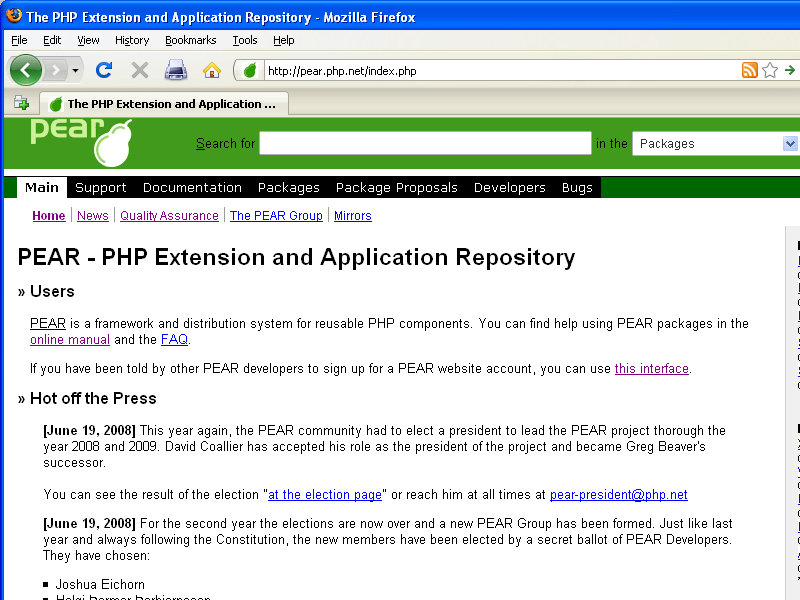 The PHP Extension and Application Repository - Mozilla Firefox
File Edit View History Bookmarks Tools Help
http://pear.php.net/index.php
The PHP Extension and Application ...
pear
Search for in the Packages
Main Support Documentation Packages Package Proposals Developers Bugs
Home News Quality Assurance The PEAR Group Mirrors
PEAR - PHP Extension and Application Repository
» Users
PEAR is a framework and distribution system for reusable PHP components. You can find help using PEAR packages in the
online manual and the FAQ.
If you have been told by other PEAR developers to sign up for a PEAR website account, you can use this interface.
» Hot off the Press
[June 19, 2008] This year again, the PEAR community had to elect a president to lead the PEAR project thorough the
year 2008 and 2009. David Coallier has accepted his role as the president of the project and became Greg Beaver's
successor.
You can see the result of the election "at the election page" or reach him at all times at pear-president@php.net
[June 19, 2008] For the second year the elections are now over and a new PEAR Group has been formed. Just like last
year and always following the Constitution, the new members have been elected by a secret ballot of PEAR Developers.
They have chosen:
▪ Joshua Eichorn